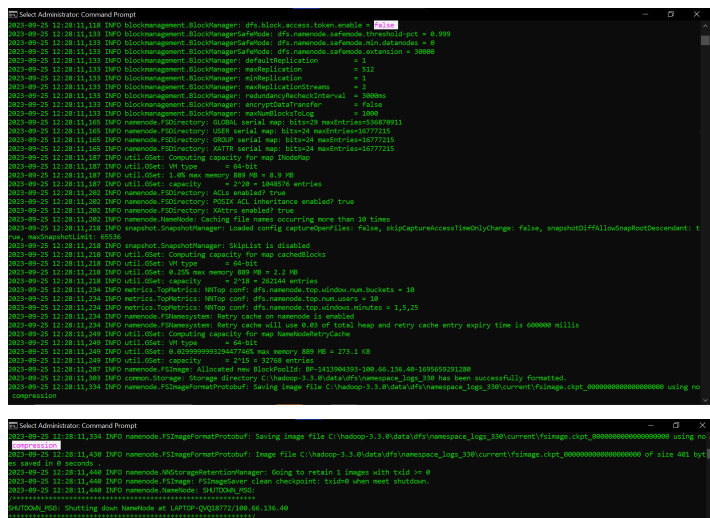 Select Administrator: Command Prompt
2023-09-25 12:28:11,118 INFO blockmanagement.BlockManager: dfs.block.access.token.enable = false
2023-09-25 12:28:11,133 INFO blockmanagement.BlockManagerSafeMode: dfs.namenode.safemode.threshold-pct = 0.999
2023-09-25 12:28:11,133 INFO blockmanagement.BlockManagerSafeMode: dfs.namenode.safemode.min.datanodes = 0
2023-09-25 12:28:11,133 INFO blockmanagement.BlockManagerSafeMode: dfs.namenode.safemode.extension = 30000
2023-09-25 12:28:11,133 INFO blockmanagement.BlockManager: defaultReplication = 1
2023-09-25 12:28:11,133 INFO blockmanagement.BlockManager: maxReplication = 512
2023-09-25 12:28:11,133 INFO blockmanagement.BlockManager: minReplication = 1
2023-09-25 12:28:11,133 INFO blockmanagement.BlockManager: maxReplicationStreams = 2
2023-09-25 12:28:11,133 INFO blockmanagement.BlockManager: redundancyRecheckInterval = 3000ms
2023-09-25 12:28:11,133 INFO blockmanagement.BlockManager: encryptDataTransfer = false
2023-09-25 12:28:11,133 INFO blockmanagement.BlockManager: maxNumBlocksToLog = 1000
2023-09-25 12:28:11,165 INFO namenode.FSDirectory: GLOBAL serial map: bits=29 maxEntries=536870911
2023-09-25 12:28:11,165 INFO namenode.FSDirectory: USER serial map: bits=24 maxEntries=16777215
2023-09-25 12:28:11,165 INFO namenode.FSDirectory: GROUP serial map: bits=24 maxEntries=16777215
2023-09-25 12:28:11,165 INFO namenode.FSDirectory: XATTR serial map: bits=24 maxEntries=16777215
2023-09-25 12:28:11,187 INFO util.GSet: Computing capacity for map INodeMap
2023-09-25 12:28:11,187 INFO util.GSet: VM type = 64-bit
2023-09-25 12:28:11,187 INFO util.GSet: 1.0% max memory 889 MB = 8.9 MB
2023-09-25 12:28:11,187 INFO util.GSet: capacity = 2^20 = 1048576 entries
2023-09-25 12:28:11,202 INFO namenode.FSDirectory: ACLs enabled? true
2023-09-25 12:28:11,202 INFO namenode.FSDirectory: POSIX ACL inheritance enabled? true
2023-09-25 12:28:11,202 INFO namenode.FSDirectory: XAttrs enabled? true
2023-09-25 12:28:11,202 INFO namenode.NameNode: Caching file names occurring more than 10 times
2023-09-25 12:28:11,218 INFO snapshot.SnapshotManager: Loaded config captureOpenFiles: false, skipCaptureAccessTimeOnlyChange: false, snapshotDiffAllowSnapRootDescendant: t
rue, maxSnapshotLimit: 65536
2023-09-25 12:28:11,218 INFO snapshot.SnapshotManager: SkipList is disabled
2023-09-25 12:28:11,218 INFO util.GSet: Computing capacity for map cachedBlocks
2023-09-25 12:28:11,218 INFO util.GSet: VM type = 64-bit
2023-09-25 12:28:11,218 INFO util.GSet: 0.25% max memory 889 MB = 2.2 MB
2023-09-25 12:28:11,218 INFO util.GSet: capacity = 2^18 = 262144 entries
2023-09-25 12:28:11,234 INFO metrics.TopMetrics: NNTop conf: dfs.namenode.top.window.num.buckets = 10
2023-09-25 12:28:11,234 INFO metrics.TopMetrics: NNTop conf: dfs.namenode.top.num.users = 10
2023-09-25 12:28:11,234 INFO metrics.TopMetrics: NNTop conf: dfs.namenode.top.windows.minutes = 1,5,25
2023-09-25 12:28:11,234 INFO namenode.FSNamesystem: Retry cache on namenode is enabled
2023-09-25 12:28:11,234 INFO namenode.FSNamesystem: Retry cache will use 0.03 of total heap and retry cache entry expiry time is 600000 millis
2023-09-25 12:28:11,249 INFO util.GSet: Computing capacity for map NameNodeRetryCache
2023-09-25 12:28:11,249 INFO util.GSet: VM type = 64-bit
2023-09-25 12:28:11,249 INFO util.GSet: 0.029999999329447746% max memory 889 MB = 273.1 KB
2023-09-25 12:28:11,249 INFO util.GSet: capacity = 2^15 = 32768 entries
2023-09-25 12:28:11,287 INFO namenode.FSImage: Allocated new BlockPoolId: BP-1413904393-100.66.136.40-1695659291280
2023-09-25 12:28:11,303 INFO common.Storage: Storage directory C:\hadoop-3.3.0\data\dfs\namespace_logs_330 has been successfully formatted.
2023-09-25 12:28:11,334 INFO namenode.FSImageFormatProtobuf: Saving image file C:\hadoop-3.3.0\data\dfs\namespace_logs_330\current\fsimage.ckpt_0000000000000000000 using no
compression
Select Administrator: Command Prompt
2023-09-25 12:28:11,334 INFO namenode.FSImageFormatProtobuf: Saving image file C:\hadoop-3.3.0\data\dfs\namespace_logs_330\current\fsimage.ckpt_0000000000000000000 using no
compression
2023-09-25 12:28:11,430 INFO namenode.FSImageFormatProtobuf: Image file C:\hadoop-3.3.0\data\dfs\namespace_logs_330\current\fsimage.ckpt_0000000000000000000 of size 401 byt
es saved in 0 seconds .
2023-09-25 12:28:11,440 INFO namenode.NNStorageRetentionManager: Going to retain 1 images with txid >= 0
2023-09-25 12:28:11,440 INFO namenode.FSImage: FSImageSaver clean checkpoint: txid=0 when meet shutdown.
2023-09-25 12:28:11,440 INFO namenode.NameNode: SHUTDOWN_MSG:
/************************************************************
SHUTDOWN_MSG: Shutting down NameNode at LAPTOP-QVQ18772/100.66.136.40
************************************************************/